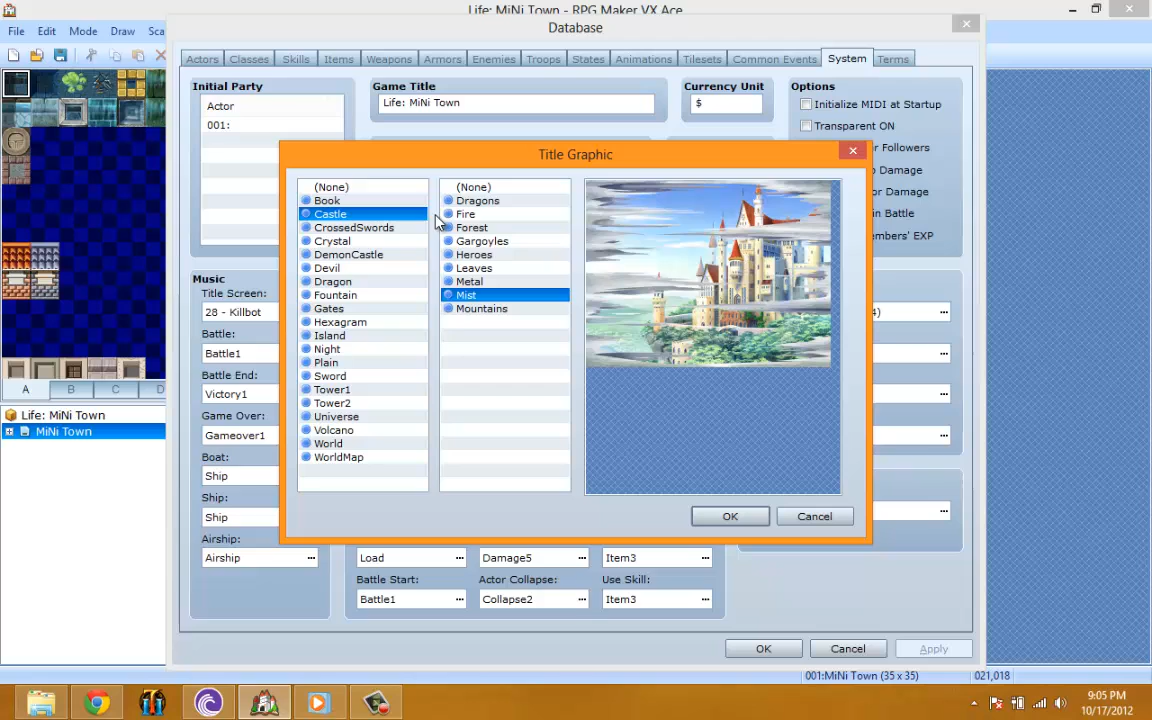 Life: MiNi Town - RPG Maker VX Ace
File Edit Mode Draw Sca
Database
Actors Classes Skills Items Weapons Armors Enemies Troops States Animations Tilesets Common Events System Terms
Initial Party
Actor
001:
Game Title
Life: MiNi Town
Currency Unit
$
Options
Initialize MIDI at Startup
Transparent ON
r Followers
Damage
or Damage
in Battle
embers' EXP
Title Graphic
(None)
Book
Castle
CrossedSwords
Crystal
DemonCastle
Devil
Dragon
Fountain
Gates
Hexagram
Island
Night
Plain
Sword
Tower1
Tower2
Universe
Volcano
World
WorldMap
(None)
Dragons
Fire
Forest
Gargoyles
Heroes
Leaves
Metal
Mist
Mountains
OK Cancel
Music
Title Screen:
28 - Killbot
Battle:
Battle1
Battle End:
Victory1
Game Over:
Gameover1
Boat:
Ship
Ship:
Ship
Airship:
Airship ...
4) ...
...
...
...
...
Load ... Damage5 ... Item3 ...
Battle Start: Actor Collapse: Use Skill:
Battle1 ... Collapse2 ... Item3 ...
OK Cancel Apply
A B C D
Life: MiNi Town
MiNi Town
001:MiNi Town (35 x 35) 021,018
9:05 PM
10/17/2012